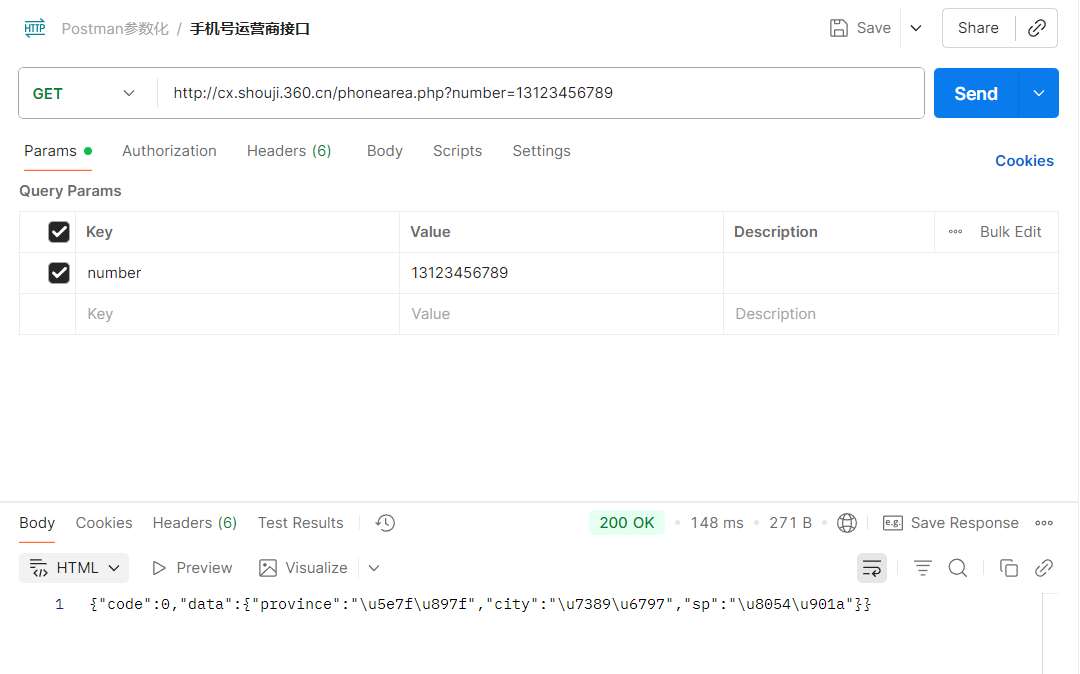 HTTP Postman参数化 / 手机号运营商接口 Save Share
GET http://cx.shouji.360.cn/phonearea.php?number=13123456789 Send
Params Authorization Headers (6) Body Scripts Settings Cookies
Query Params
Key Value Description Bulk Edit
number 13123456789
Key Value Description
Body Cookies Headers (6) Test Results 200 OK 148 ms 271 B e.g. Save Response
HTML Preview Visualize
1 {"code":0,"data":{"province":"\u5e7f\u897f","city":"\u7389\u6797","sp":"\u8054\u901a"}}